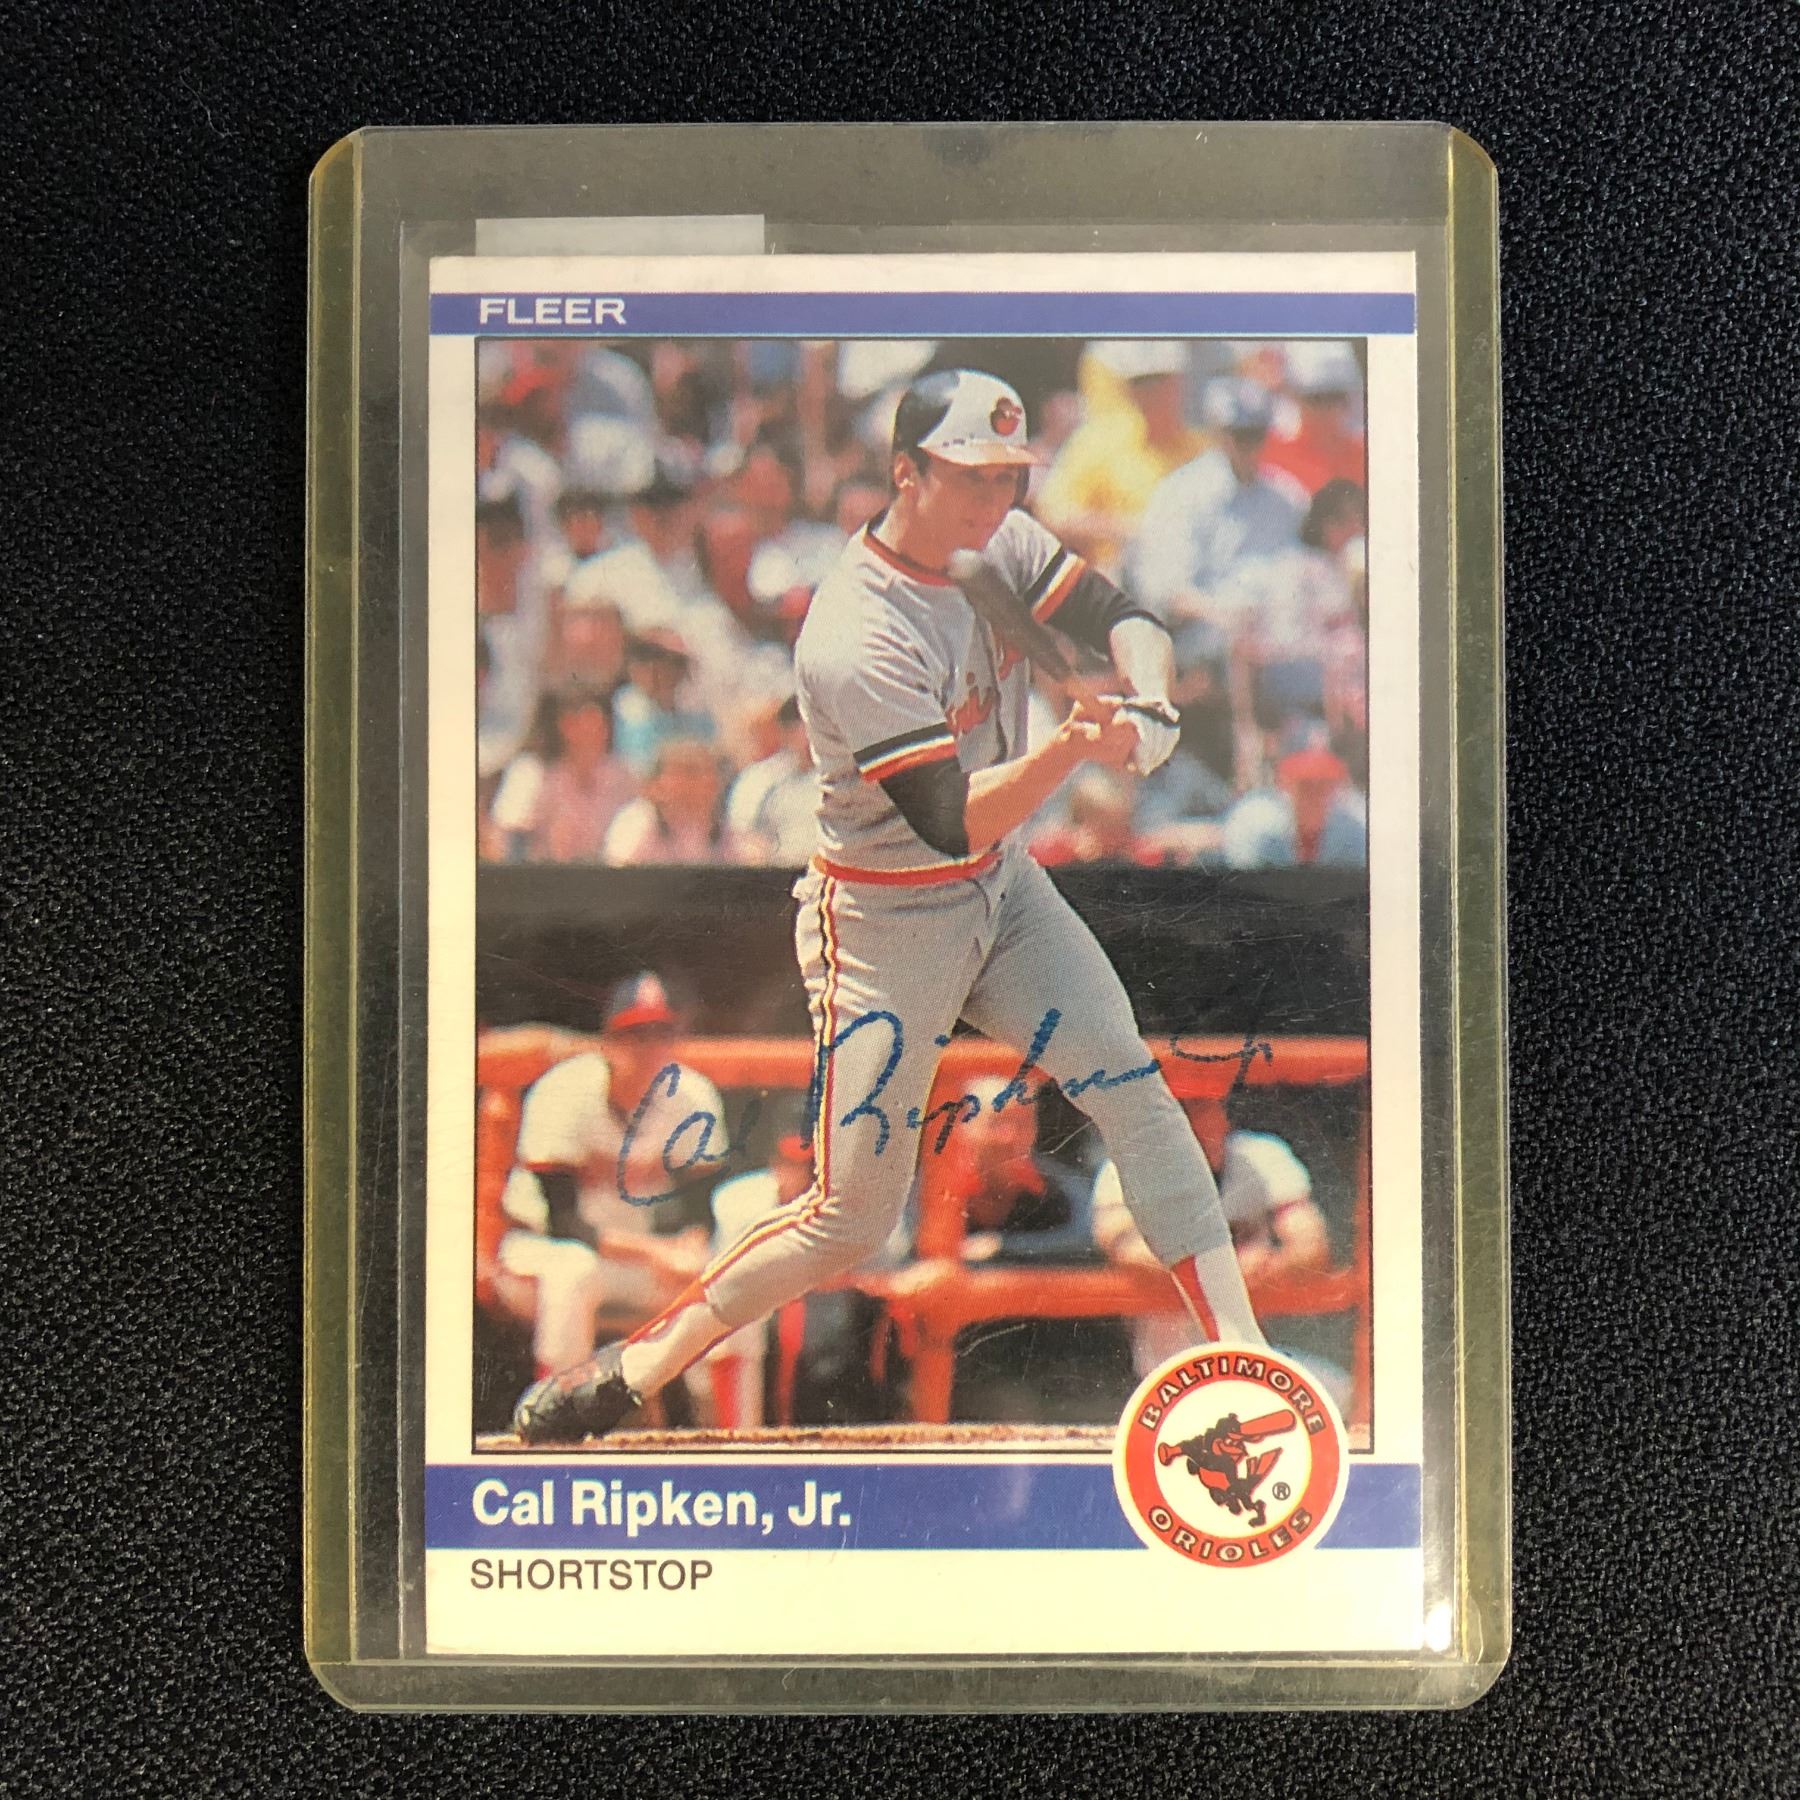 FLEER
Cal Ripken Jr
Cal Ripken, Jr.
BALTIMORE
ORIOLES
®
SHORTSTOP